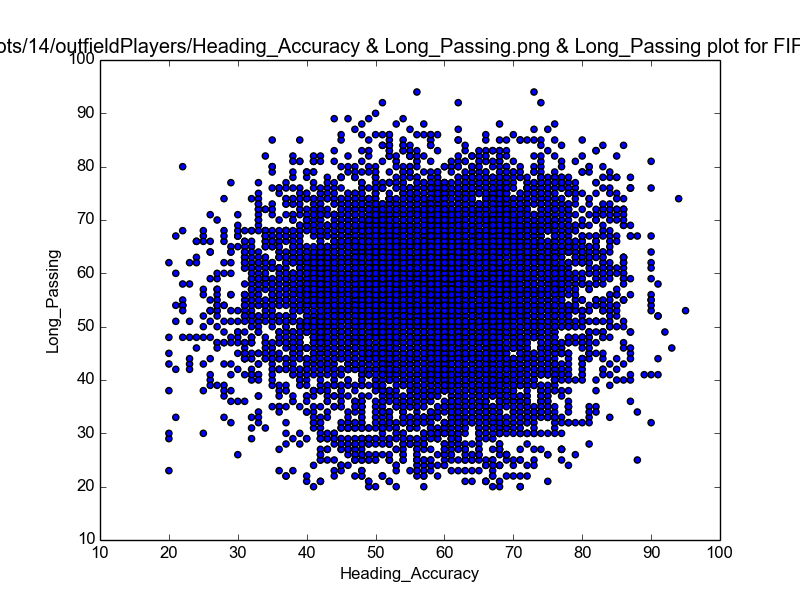 ots/14/outfieldPlayers/Heading_Accuracy & Long_Passing.png & Long_Passing plot for FIF
100
90
80
70
60
50
40
30
20
10
Long_Passing
10 20 30 40 50 60 70 80 90 100
Heading_Accuracy